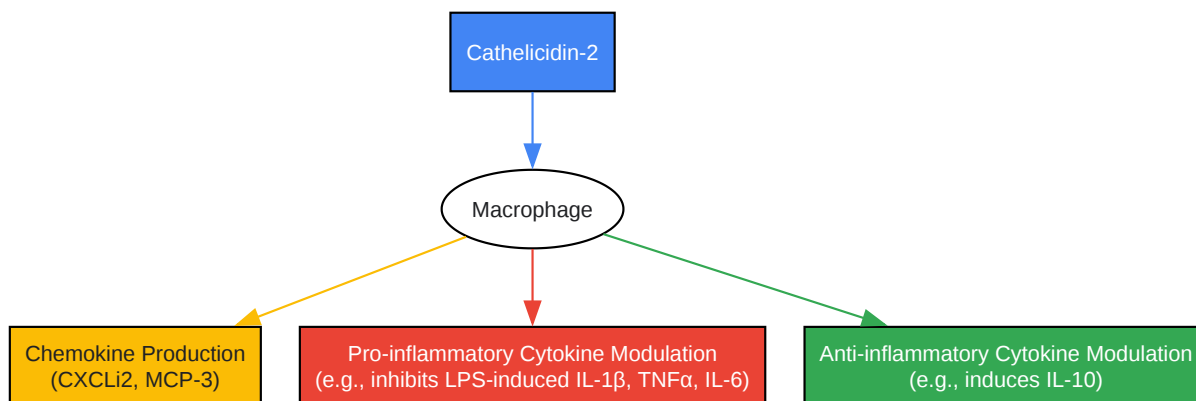 Cathelicidin-2
Macrophage
Chemokine Production
(CXCLi2, MCP-3)
Pro-inflammatory Cytokine Modulation
(e.g., inhibits LPS-induced IL-1β, TNFα, IL-6)
Anti-inflammatory Cytokine Modulation
(e.g., induces IL-10)